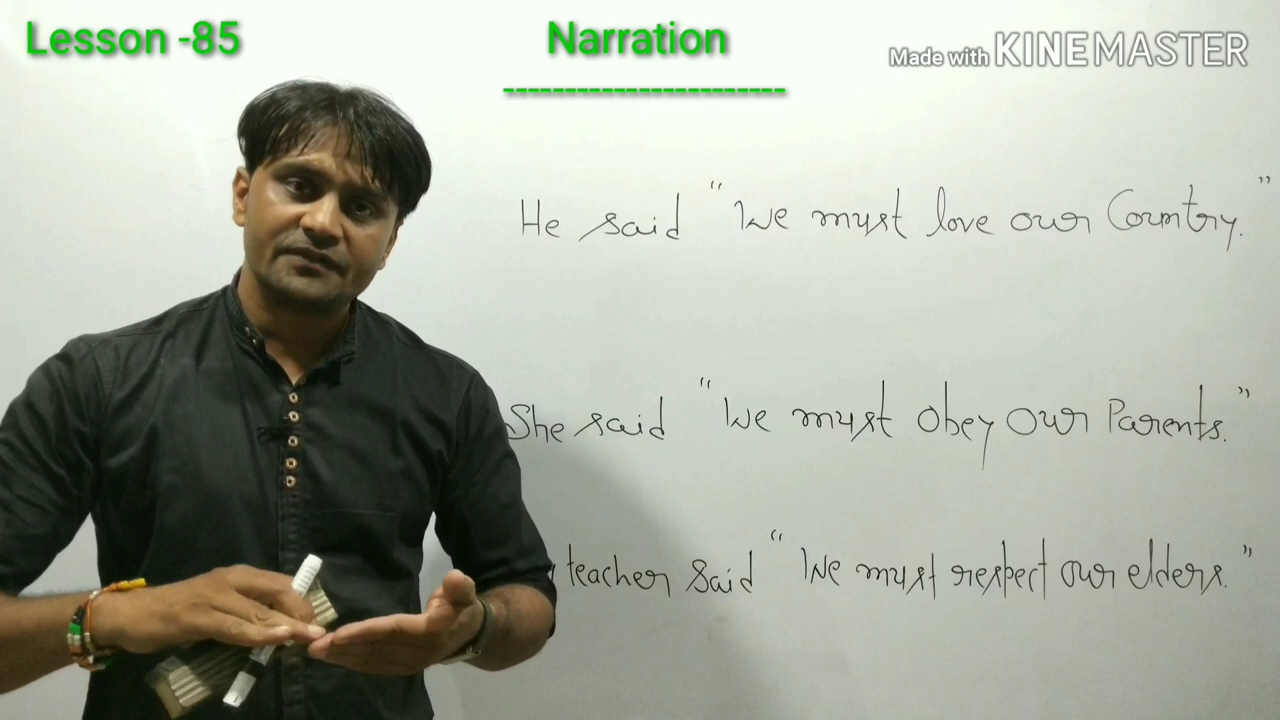 Lesson -85
Narration
Made with KINEMASTER
------------------------
He said "We must love our Country."
She said "We must Obey Our Parents."
teacher said "We must respect our elders."